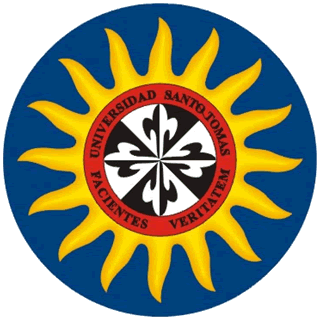 UNIVERSIDAD SANTO TOMAS
FACIENTES VERITATEM